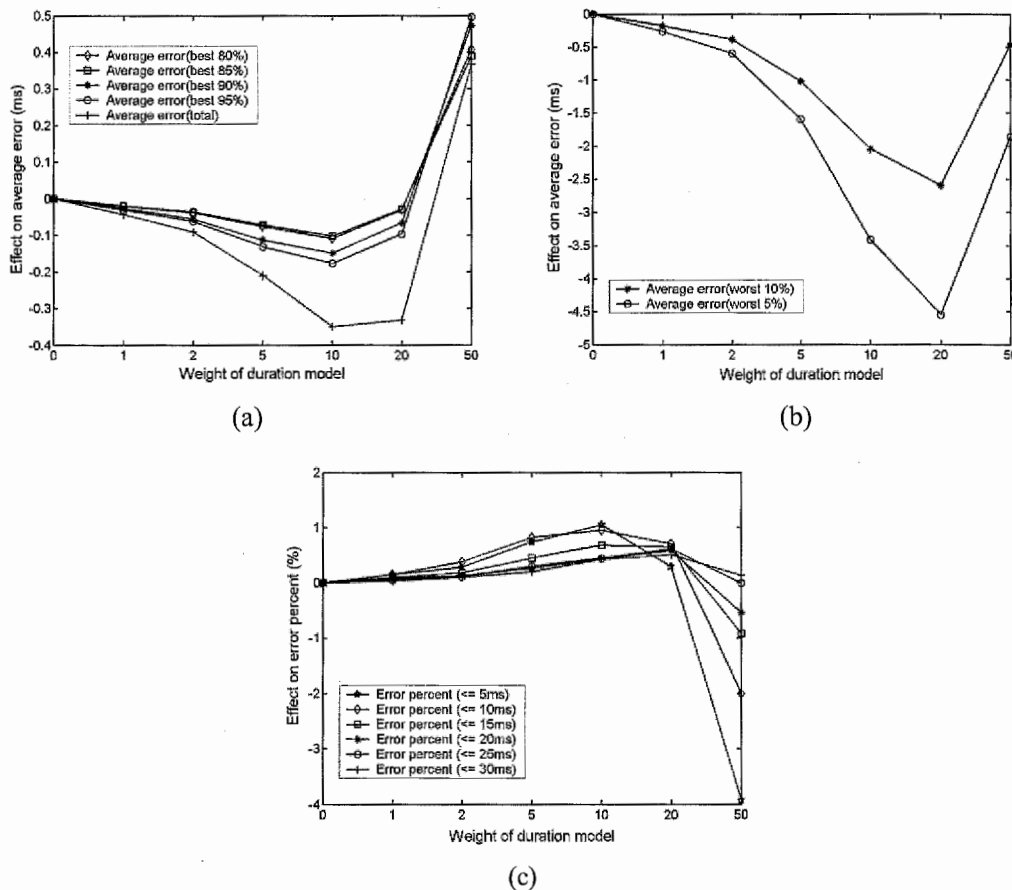 0.5
0.4
0.3
0.2
0.1
0
-0.1
-0.2
-0.3
-0.4
Effect on average error (ms)
Average error(best 80%)
Average error(best 85%)
Average error(best 90%)
Average error(best 95%)
Average error(total)
0 1 2 5 10 20 50
Weight of duration model
(a)
-0
-0.5
-1
-1.5
-2
-2.5
-3
-3.5
-4
-4.5
-5
Effect on average error (ms)
Average error(worst 10%)
Average error(worst 5%)
0 1 2 5 10 20 50
Weight of duration model
(b)
2
1
0
-1
-2
-3
-4
Effect on error percent (%)
Error percent (<= 5ms)
Error percent (<= 10ms)
Error percent (<= 15ms)
Error percent (<= 20ms)
Error percent (<= 25ms)
Error percent (<= 30ms)
0 1 2 5 10 20 50
Weight of duration model
(c)